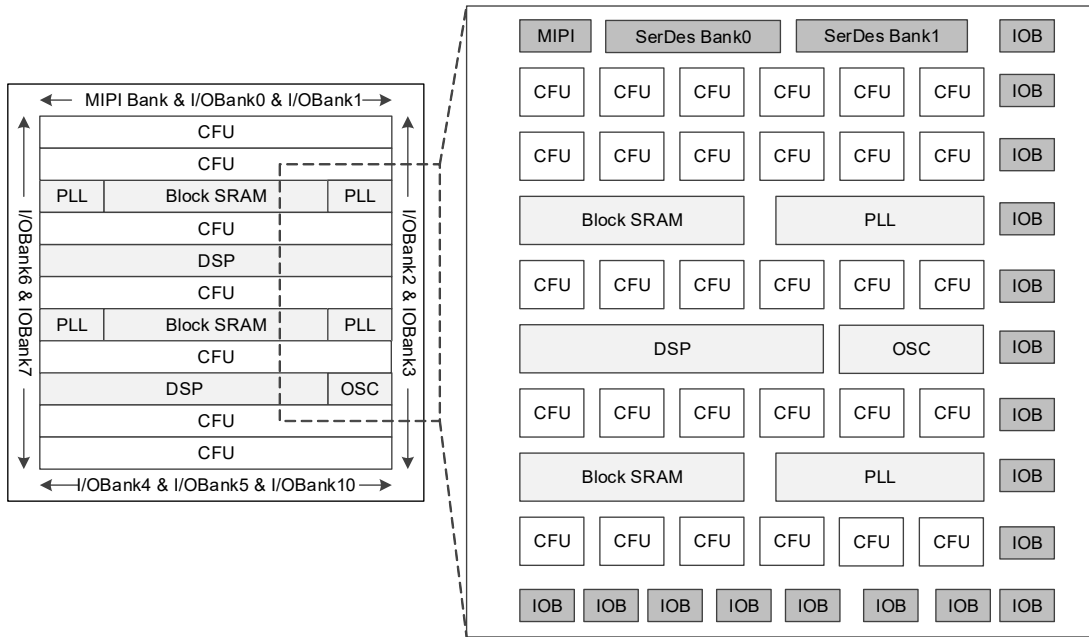 MIPI Bank & I/OBank0 & I/OBank1
CFU
CFU
PLL Block SRAM PLL
CFU
DSP
CFU
PLL Block SRAM PLL
CFU
DSP OSC
CFU
CFU
I/OBank6 & IOBank7
I/OBank2 & IOBank3
I/OBank4 & I/OBank5 & I/OBank10
MIPI SerDes Bank0 SerDes Bank1 IOB
CFU CFU CFU CFU CFU CFU IOB
CFU CFU CFU CFU CFU CFU IOB
Block SRAM PLL IOB
CFU CFU CFU CFU CFU CFU IOB
DSP OSC IOB
CFU CFU CFU CFU CFU CFU IOB
Block SRAM PLL IOB
CFU CFU CFU CFU CFU CFU IOB
IOB IOB IOB IOB IOB IOB IOB IOB